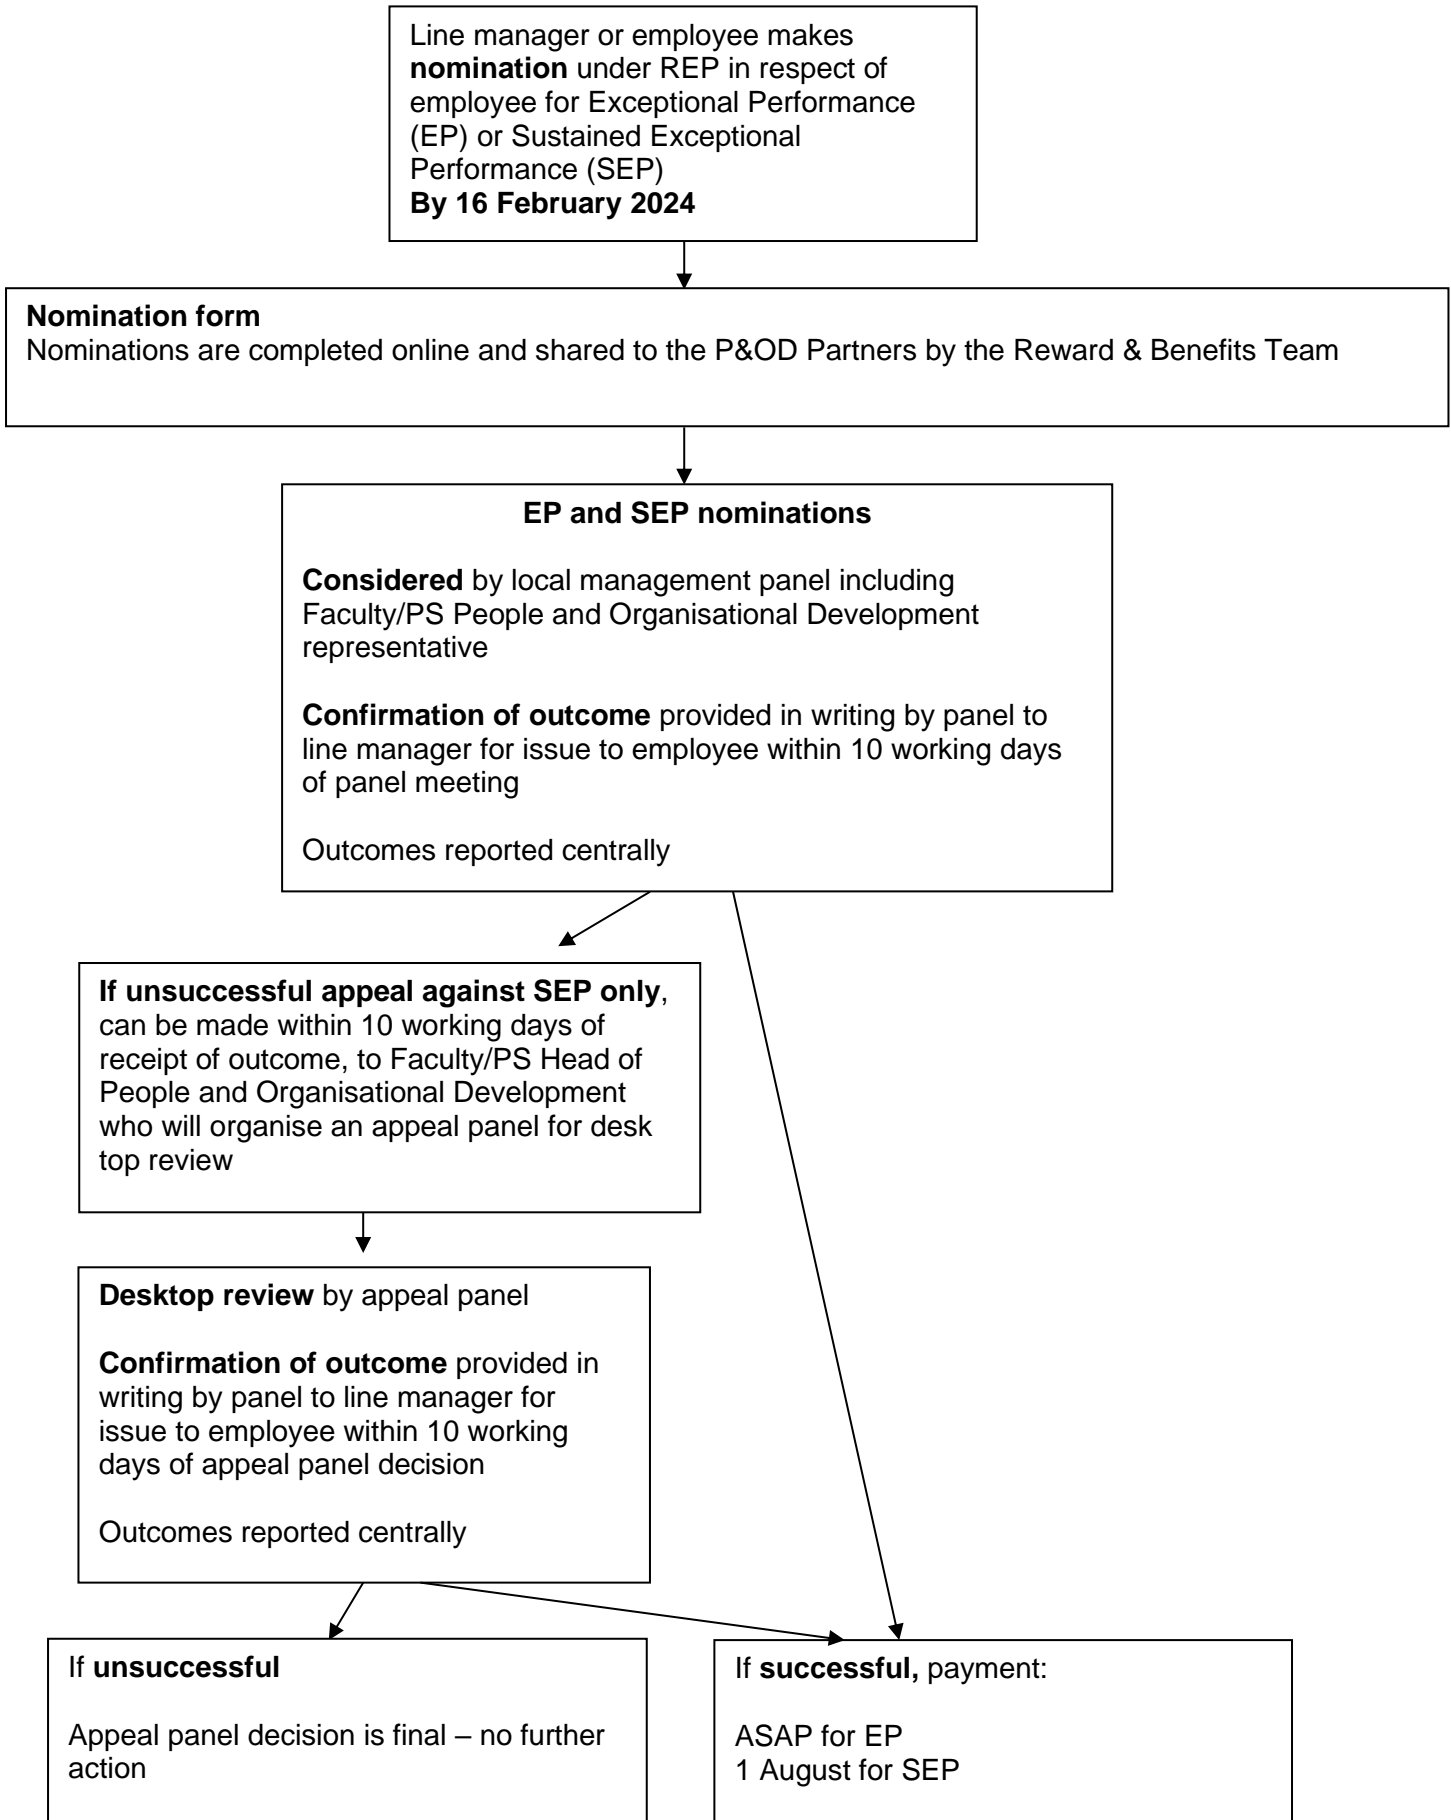 Line manager or employee makes
nomination under REP in respect of
employee for Exceptional Performance
(EP) or Sustained Exceptional
Performance (SEP)
By 16 February 2024
Nomination form
Nominations are completed online and shared to the P&OD Partners by the Reward & Benefits Team
EP and SEP nominations
Considered by local management panel including
Faculty/PS People and Organisational Development
representative
Confirmation of outcome provided in writing by panel to
line manager for issue to employee within 10 working days
of panel meeting
Outcomes reported centrally
If unsuccessful appeal against SEP only,
can be made within 10 working days of
receipt of outcome, to Faculty/PS Head of
People and Organisational Development
who will organise an appeal panel for desk
top review
Desktop review by appeal panel
Confirmation of outcome provided in
writing by panel to line manager for
issue to employee within 10 working
days of appeal panel decision
Outcomes reported centrally
If unsuccessful
Appeal panel decision is final – no further
action
If successful, payment:
ASAP for EP
1 August for SEP